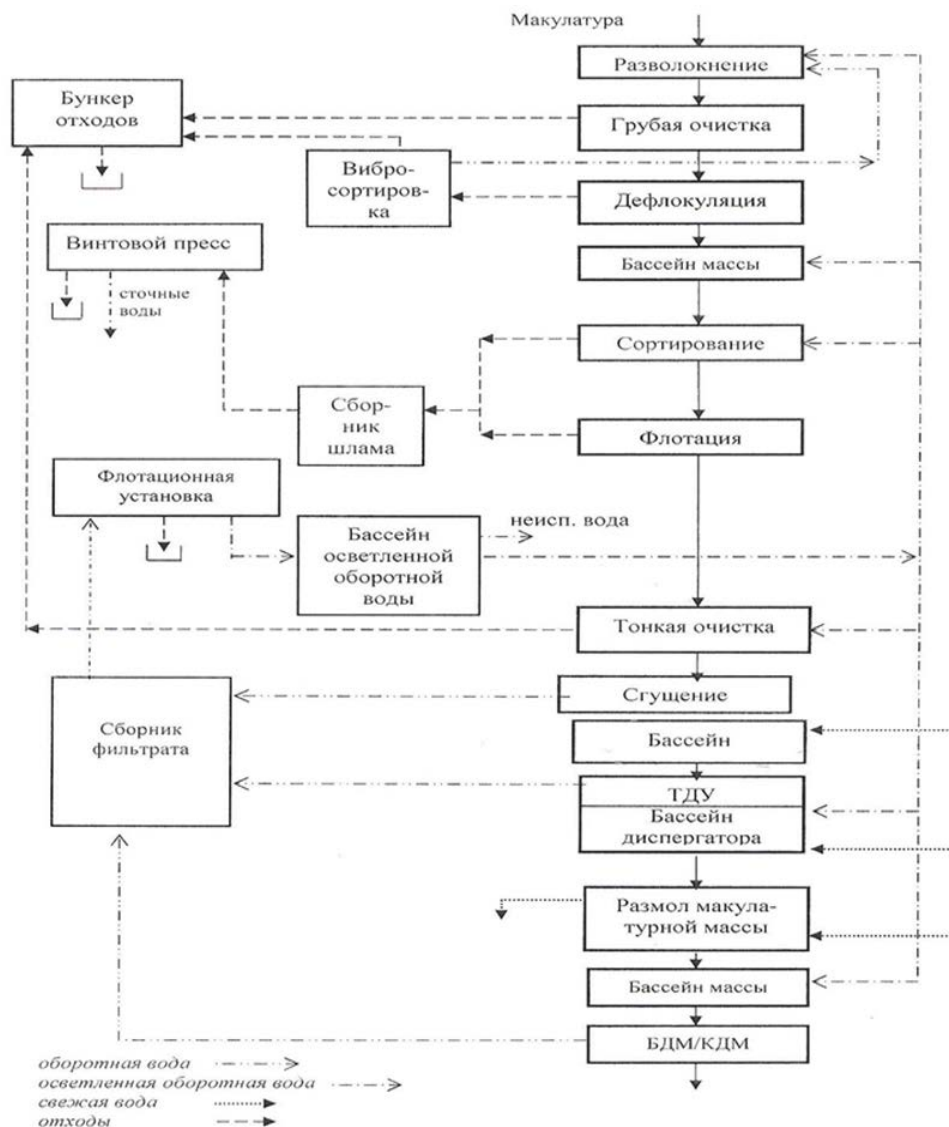 Макулатура
Разволокнение
Бункер
отходов
Грубая очистка
Вибро-
сортиров-
ка
Дефлокуляция
Винтовой пресс
Бассейн массы
сточные
воды
Сортирование
Сбор-
ник
шлама
Флотация
Флотационная
установка
неисп. вода
Бассейн
осветленной
оборотной
воды
Тонкая очистка
Сгущение
Сборник
фильтрата
Бассейн
ТДУ
Бассейн
диспергатора
Размол макула-
турной массы
Бассейн массы
БДМ/КДМ
оборотная вода
осветленная оборотная вода
свежая вода
отходы